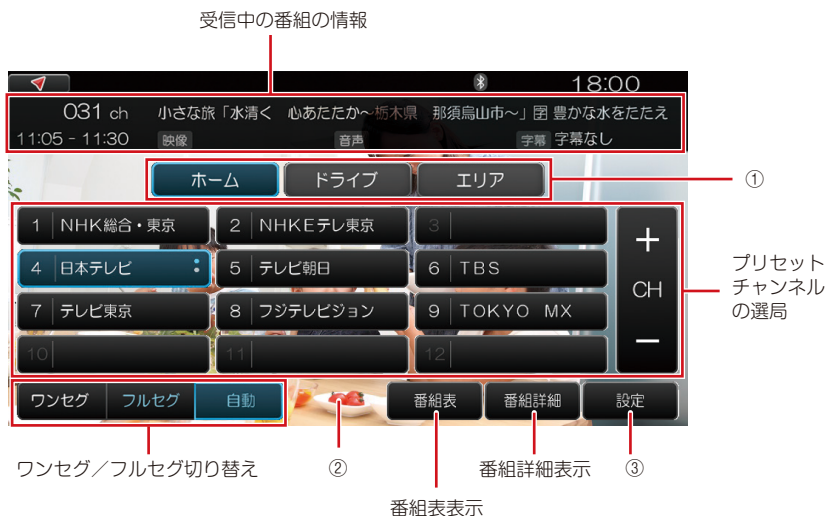 受信中の番組の情報
18:00
031 ch 小さな旅「水清く 心あたたか～栃木県 那須烏山市～」字 豊かな水をたたえ
11:05 - 11:30 映像 音声 字幕 字幕なし
ホーム ドライブ エリア ①
1 NHK総合・東京 2 NHKEテレ東京 3 +
4 日本テレビ 5 テレビ朝日 6 TBS CH
7 テレビ東京 8 フジテレビジョン 9 TOKYO MX
10 11 12 −
プリセット
チャンネル
の選局
ワンセグ フルセグ 自動 番組表 番組詳細 設定
ワンセグ／フルセグ切り替え ② 番組詳細表示 ③
番組表表示